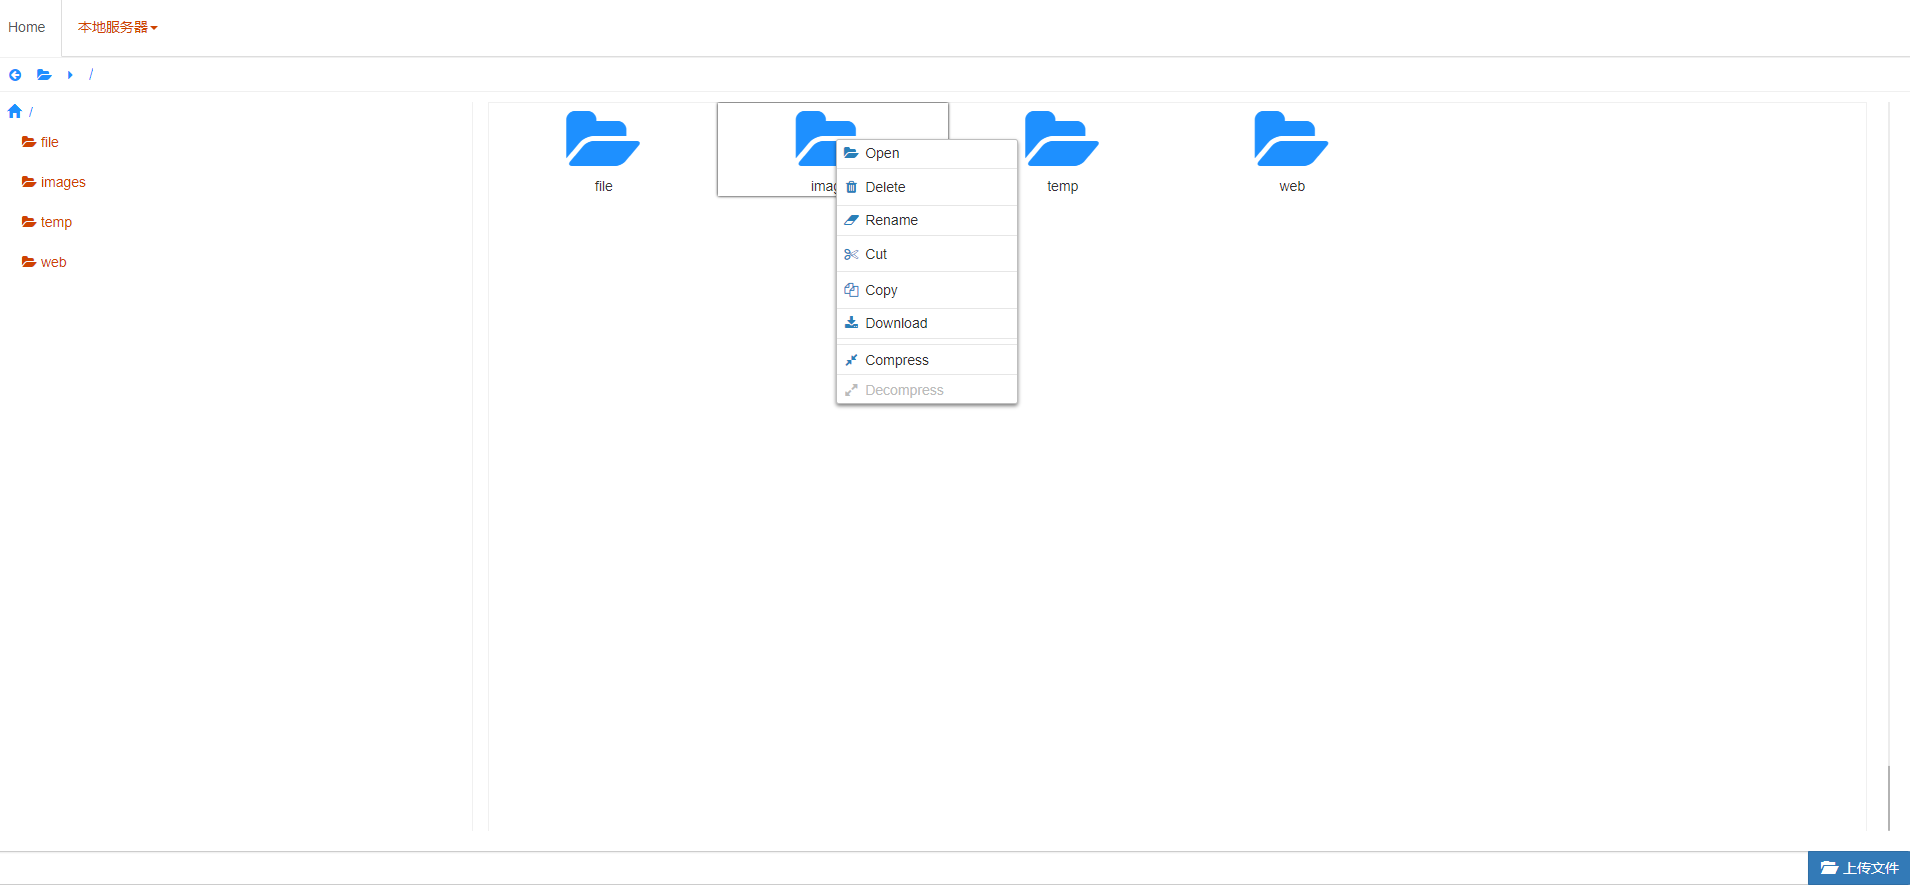 Home 本地服务器
/
/
file
images
temp
web
file imag temp web
Open
Delete
Rename
Cut
Copy
Download
Compress
Decompress
上传文件